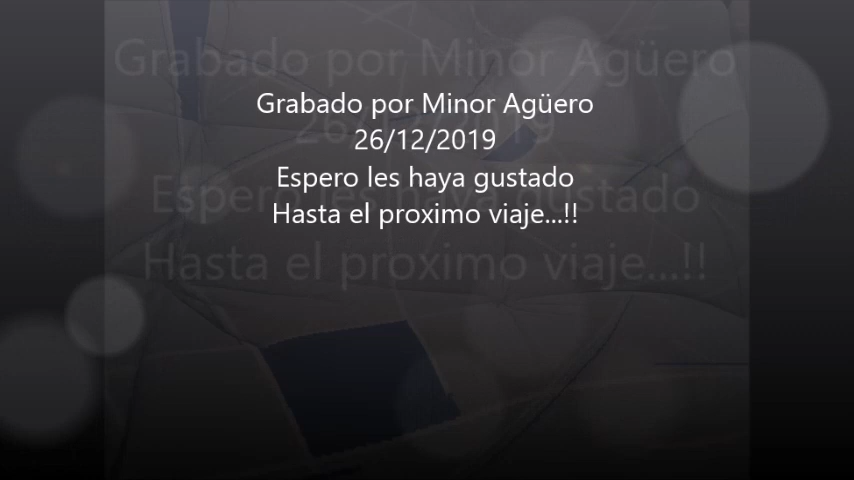 Grabado por Minor Agüero
26/12/2019
Espero les haya gustado
Hasta el proximo viaje...!!